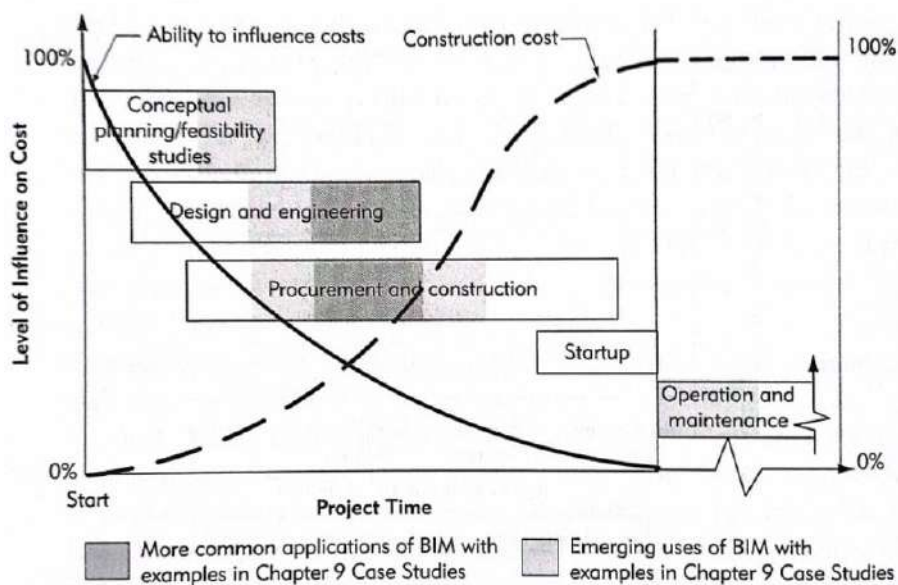 Ability to influence costs
Construction cost
100%
100%
Conceptual
planning/feasibility
studies
Design and engineering
Procurement and construction
Startup
Operation and
maintenance
Level of Influence on Cost
0%
0%
Start
Project Time
More common applications of BIM with
examples in Chapter 9 Case Studies
Emerging uses of BIM with
examples in Chapter 9 Case Studies